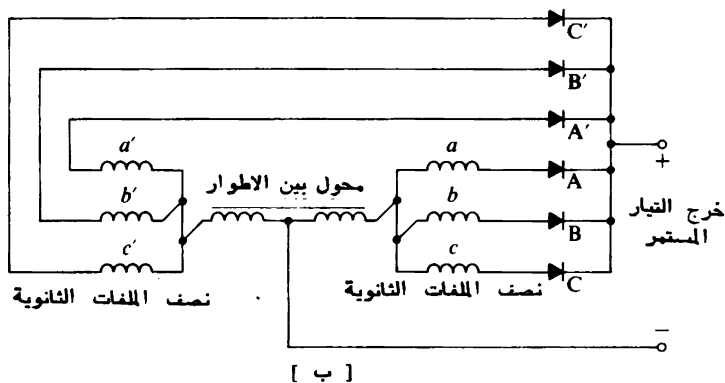 C′
B′
A′
a′
a
A
+
b′
محول بين الاطوار
b
B
خرج التيار
المستمر
c′
c
C
نصف الملفات الثانوية
نصف الملفات الثانوية
−
[ ب ]